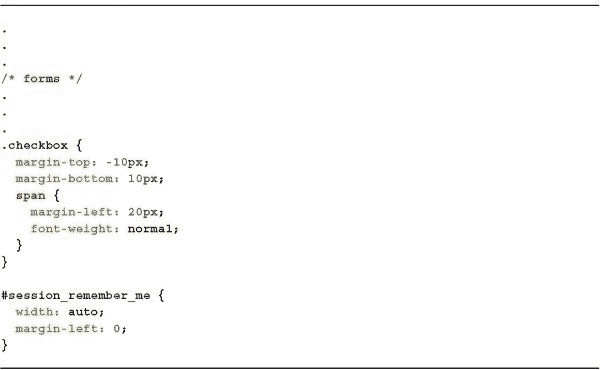 .
.
.
/* forms */
.
.
.
.checkbox {
  margin-top: -10px;
  margin-bottom: 10px;
  span {
    margin-left: 20px;
    font-weight: normal;
  }
}

#session_remember_me {
  width: auto;
  margin-left: 0;
}